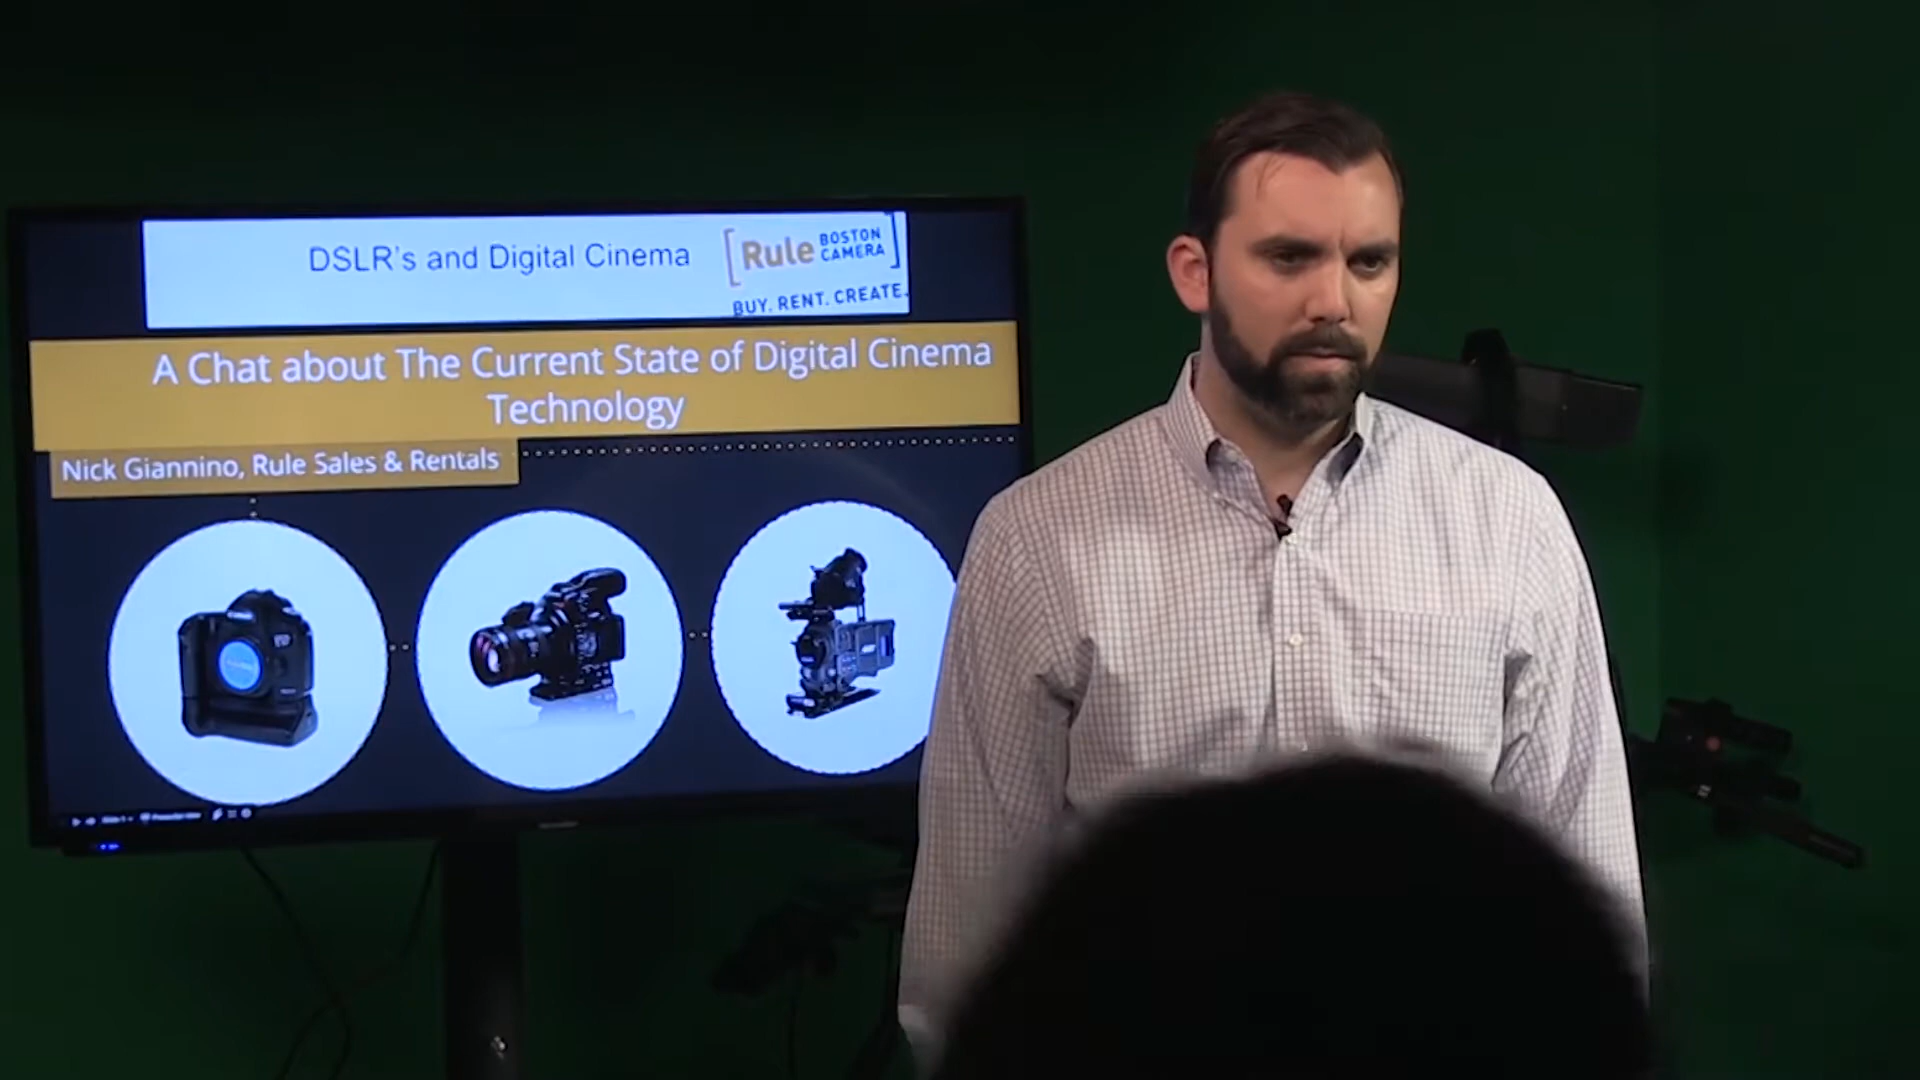 DSLR's and Digital Cinema
Rule BOSTON CAMERA
BUY. RENT. CREATE.
A Chat about The Current State of Digital Cinema
Technology
Nick Giannino, Rule Sales & Rentals